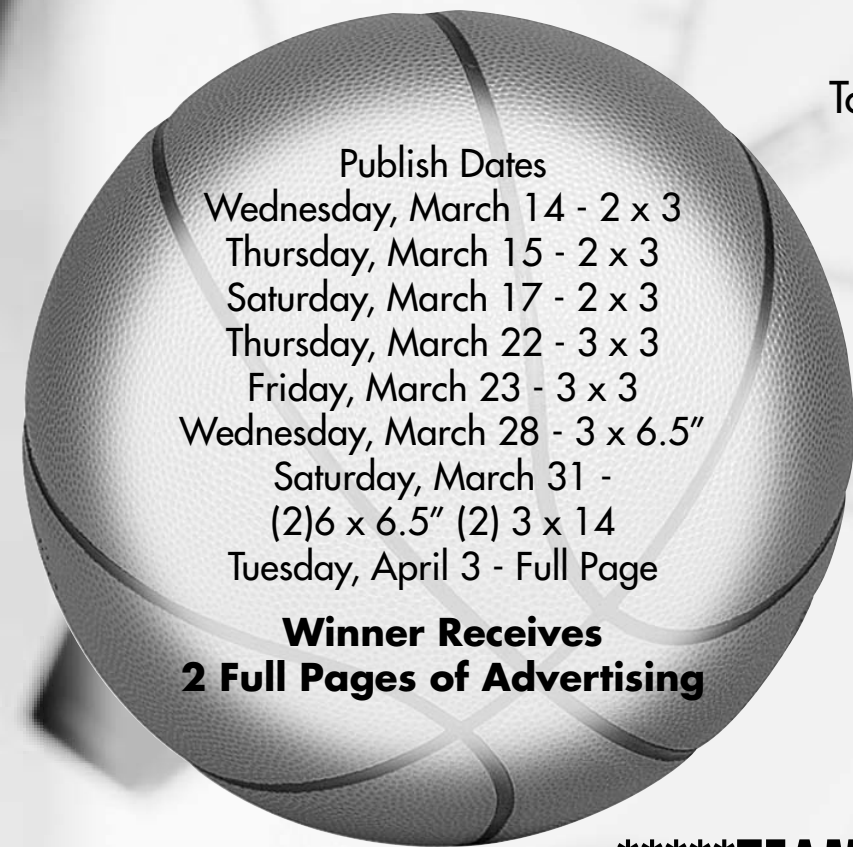 Publish Dates
Wednesday, March 14 - 2 x 3
Thursday, March 15 - 2 x 3
Saturday, March 17 - 2 x 3
Thursday, March 22 - 3 x 3
Friday, March 23 - 3 x 3
Wednesday, March 28 - 3 x 6.5”
Saturday, March 31 -
(2)6 x 6.5” (2) 3 x 14
Tuesday, April 3 - Full Page
Winner Receives
2 Full Pages of Advertising